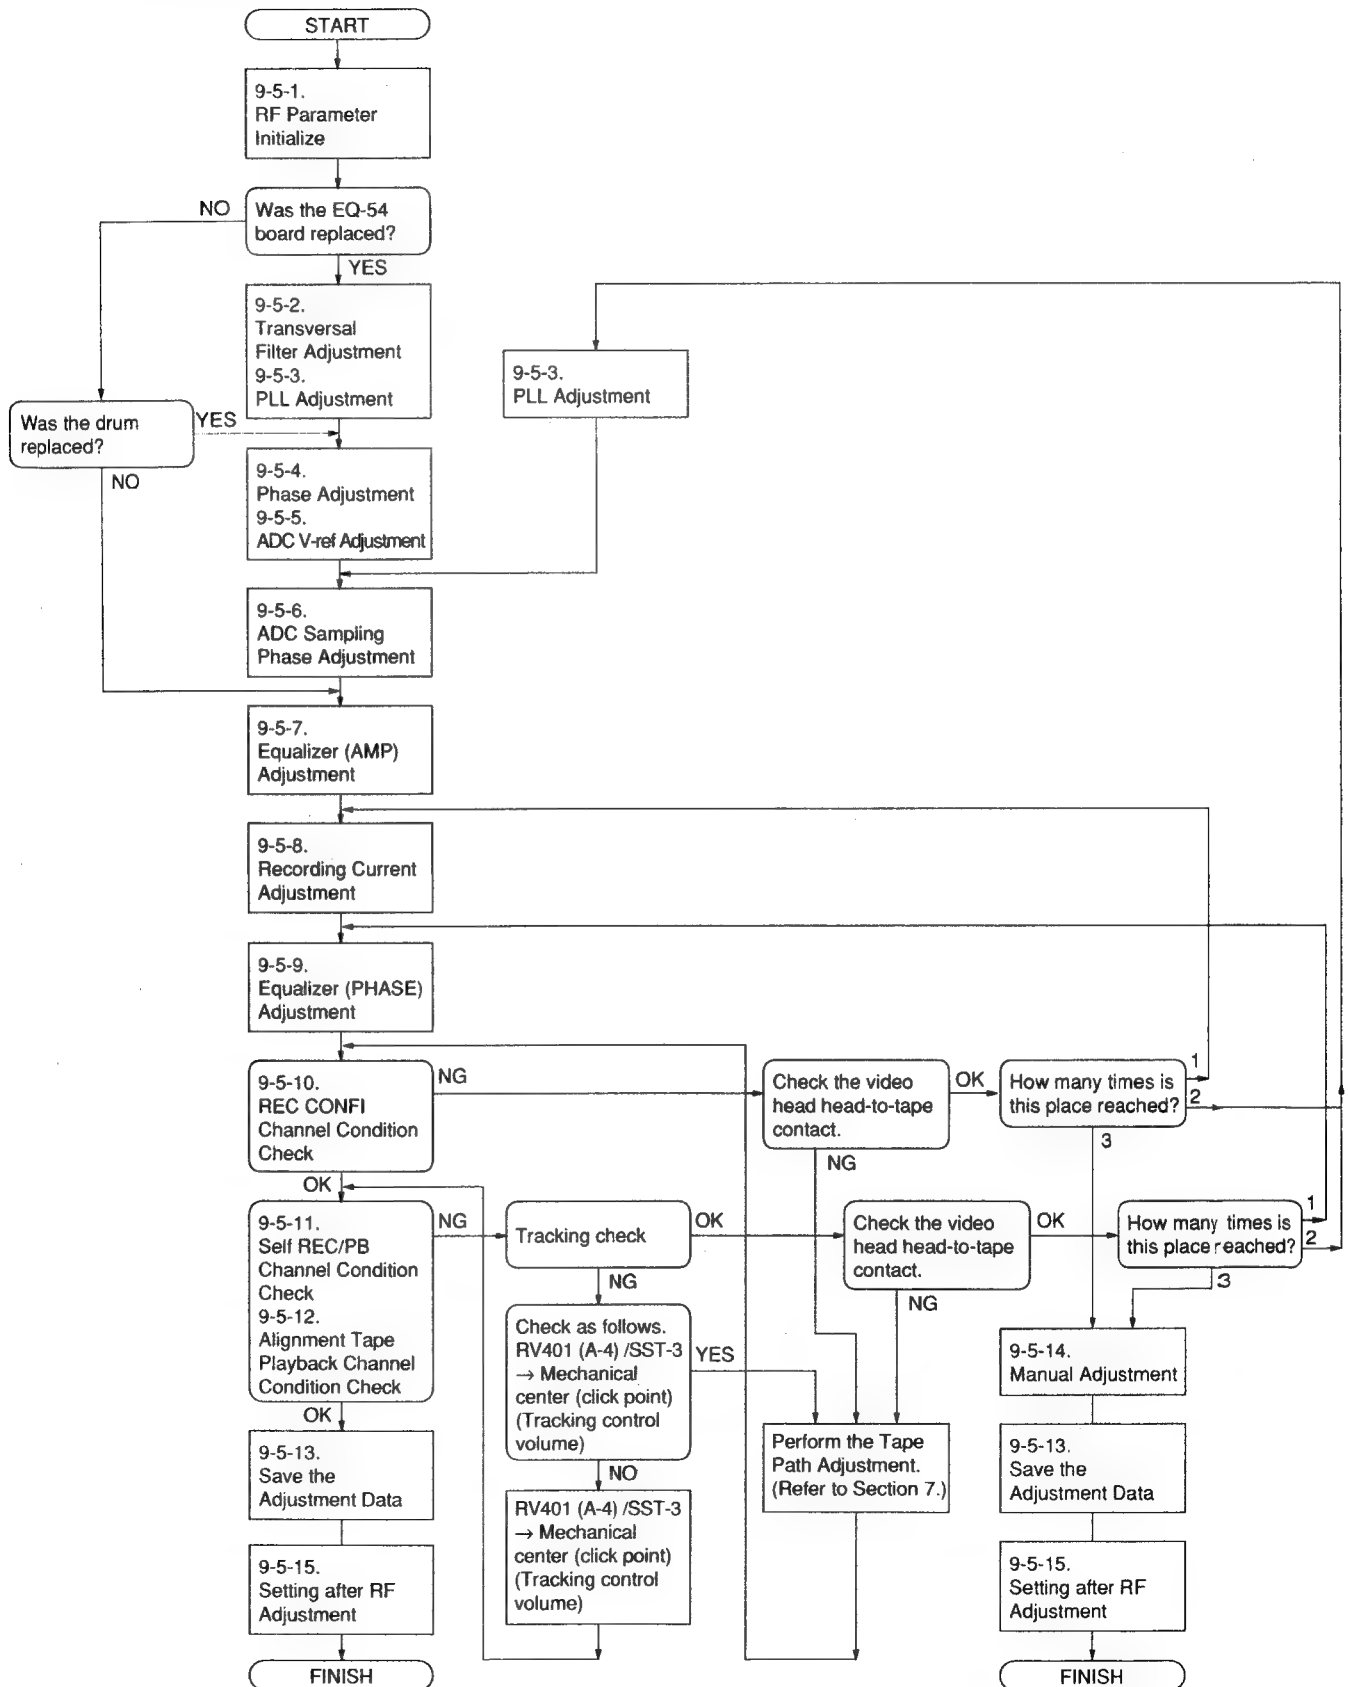 START
9-5-1.
RF Parameter
Initialize
NO
Was the EQ-54
board replaced?
YES
9-5-2.
Transversal
Filter Adjustment
9-5-3.
PLL Adjustment
9-5-3.
PLL Adjustment
Was the drum
replaced?
YES
NO
9-5-4.
Phase Adjustment
9-5-5.
ADC V-ref Adjustment
9-5-6.
ADC Sampling
Phase Adjustment
9-5-7.
Equalizer (AMP)
Adjustment
9-5-8.
Recording Current
Adjustment
9-5-9.
Equalizer (PHASE)
Adjustment
9-5-10.
REC CONFI
Channel Condition
Check
NG
OK
Check the video
head head-to-tape
contact.
OK
NG
How many times is
this place reached?
1
2
3
9-5-11.
Self REC/PB
Channel Condition
Check
9-5-12.
Alignment Tape
Playback Channel
Condition Check
NG
OK
Tracking check
OK
NG
Check the video
head head-to-tape
contact.
OK
NG
How many times is
this place reached?
1
2
3
Check as follows.
RV401 (A-4) /SST-3
→ Mechanical
center (click point)
(Tracking control
volume)
YES
NO
RV401 (A-4) /SST-3
→ Mechanical
center (click point)
(Tracking control
volume)
Perform the Tape
Path Adjustment.
(Refer to Section 7.)
9-5-14.
Manual Adjustment
9-5-13.
Save the
Adjustment Data
9-5-15.
Setting after RF
Adjustment
FINISH
9-5-13.
Save the
Adjustment Data
9-5-15.
Setting after RF
Adjustment
FINISH